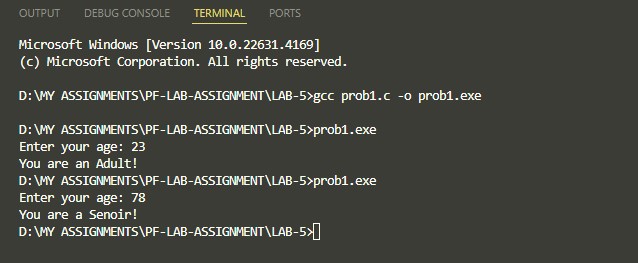 OUTPUT DEBUG CONSOLE TERMINAL PORTS
Microsoft Windows [Version 10.0.22631.4169]
(c) Microsoft Corporation. All rights reserved.
D:\MY ASSIGNMENTS\PF-LAB-ASSIGNMENT\LAB-5>gcc prob1.c -o prob1.exe
D:\MY ASSIGNMENTS\PF-LAB-ASSIGNMENT\LAB-5>prob1.exe
Enter your age: 23
You are an Adult!
D:\MY ASSIGNMENTS\PF-LAB-ASSIGNMENT\LAB-5>prob1.exe
Enter your age: 78
You are a Senoir!
D:\MY ASSIGNMENTS\PF-LAB-ASSIGNMENT\LAB-5>